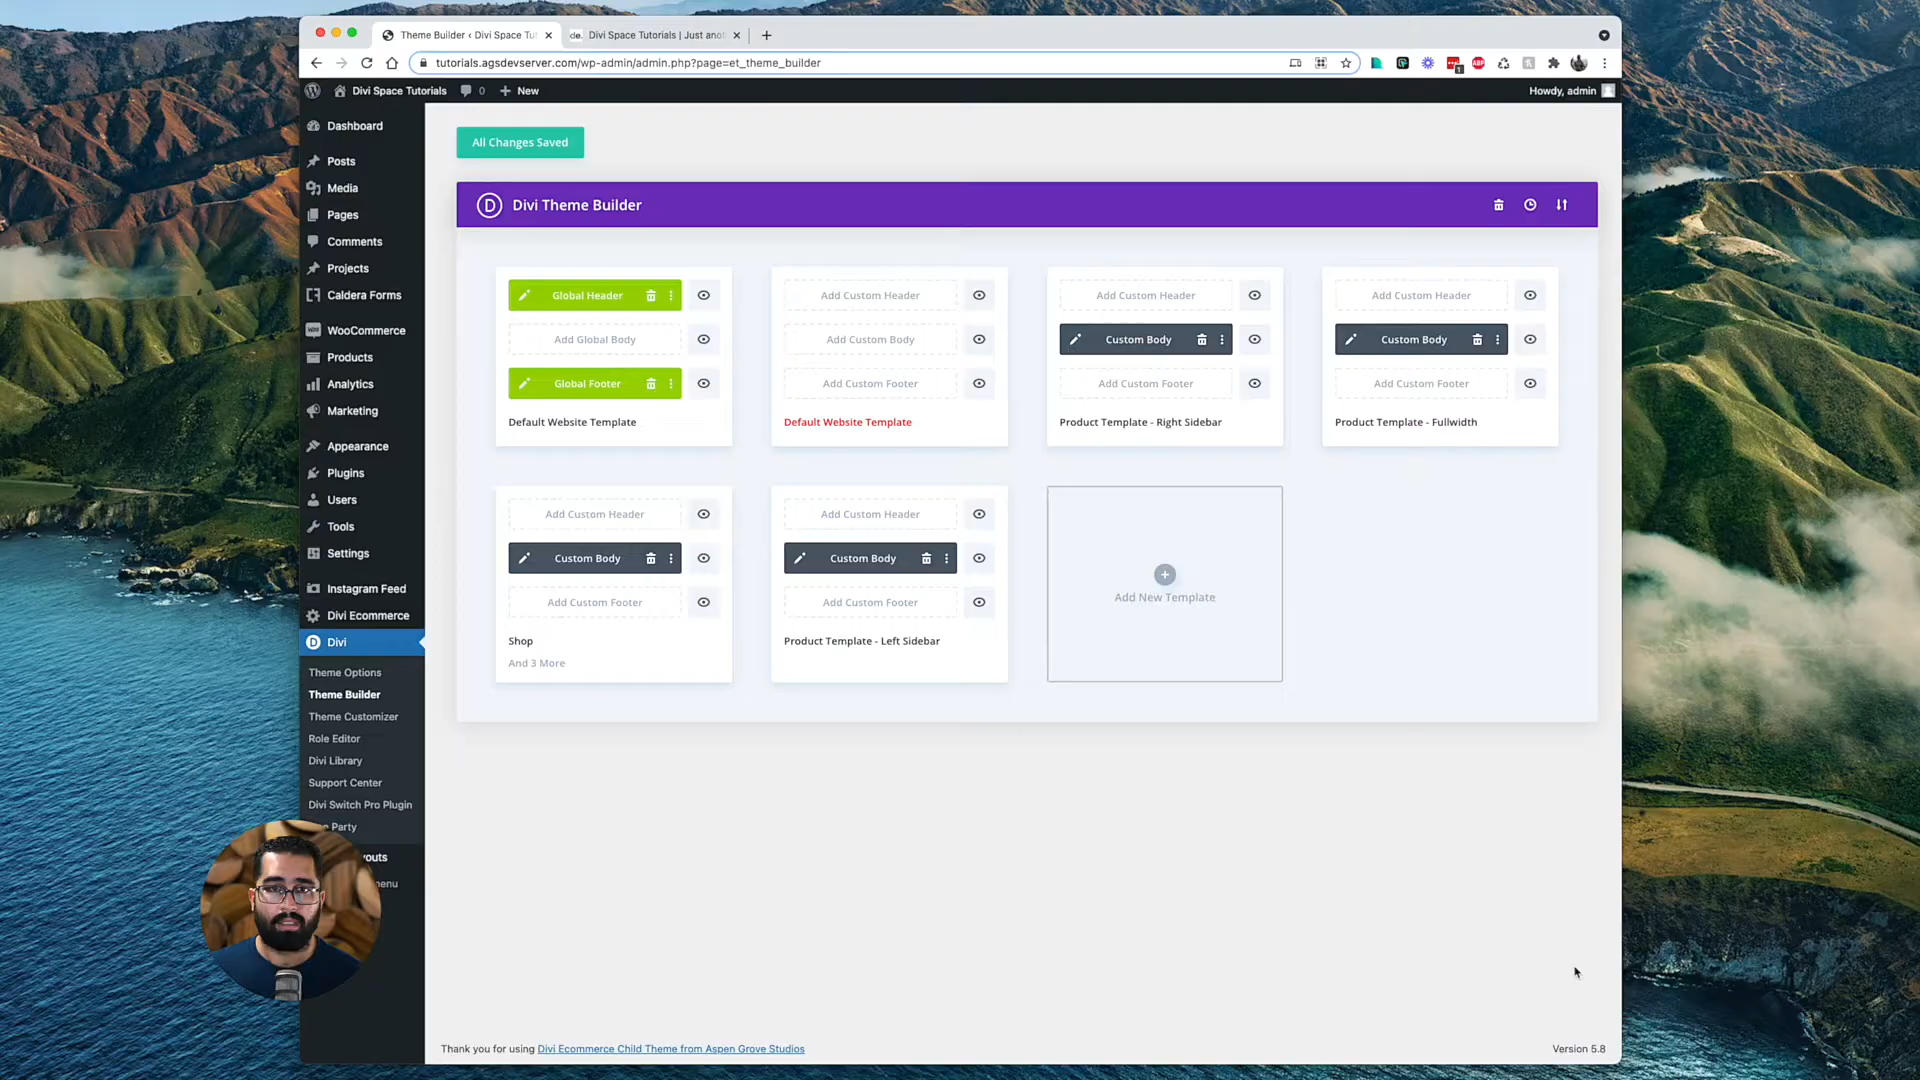 Theme Builder ‹ Divi Space Tut
Divi Space Tutorials | Just anot
tutorials.agsdevserver.com/wp-admin/admin.php?page=et_theme_builder
Divi Space Tutorials
0
New
Howdy, admin
Dashboard
Posts
Media
Pages
Comments
Projects
Caldera Forms
WooCommerce
Products
Analytics
Marketing
Appearance
Plugins
Users
Tools
Settings
Instagram Feed
Divi Ecommerce
Divi
Theme Options
Theme Builder
Theme Customizer
Role Editor
Divi Library
Support Center
Divi Switch Pro Plugin
Party
youts
enu
All Changes Saved
D Divi Theme Builder
Global Header
Add Global Body
Global Footer
Default Website Template
Add Custom Header
Add Custom Body
Add Custom Footer
Default Website Template
Add Custom Header
Custom Body
Add Custom Footer
Product Template - Right Sidebar
Add Custom Header
Custom Body
Add Custom Footer
Product Template - Fullwidth
Add Custom Header
Custom Body
Add Custom Footer
Shop
And 3 More
Add Custom Header
Custom Body
Add Custom Footer
Product Template - Left Sidebar
Add New Template
Thank you for using Divi Ecommerce Child Theme from Aspen Grove Studios
Version 5.8